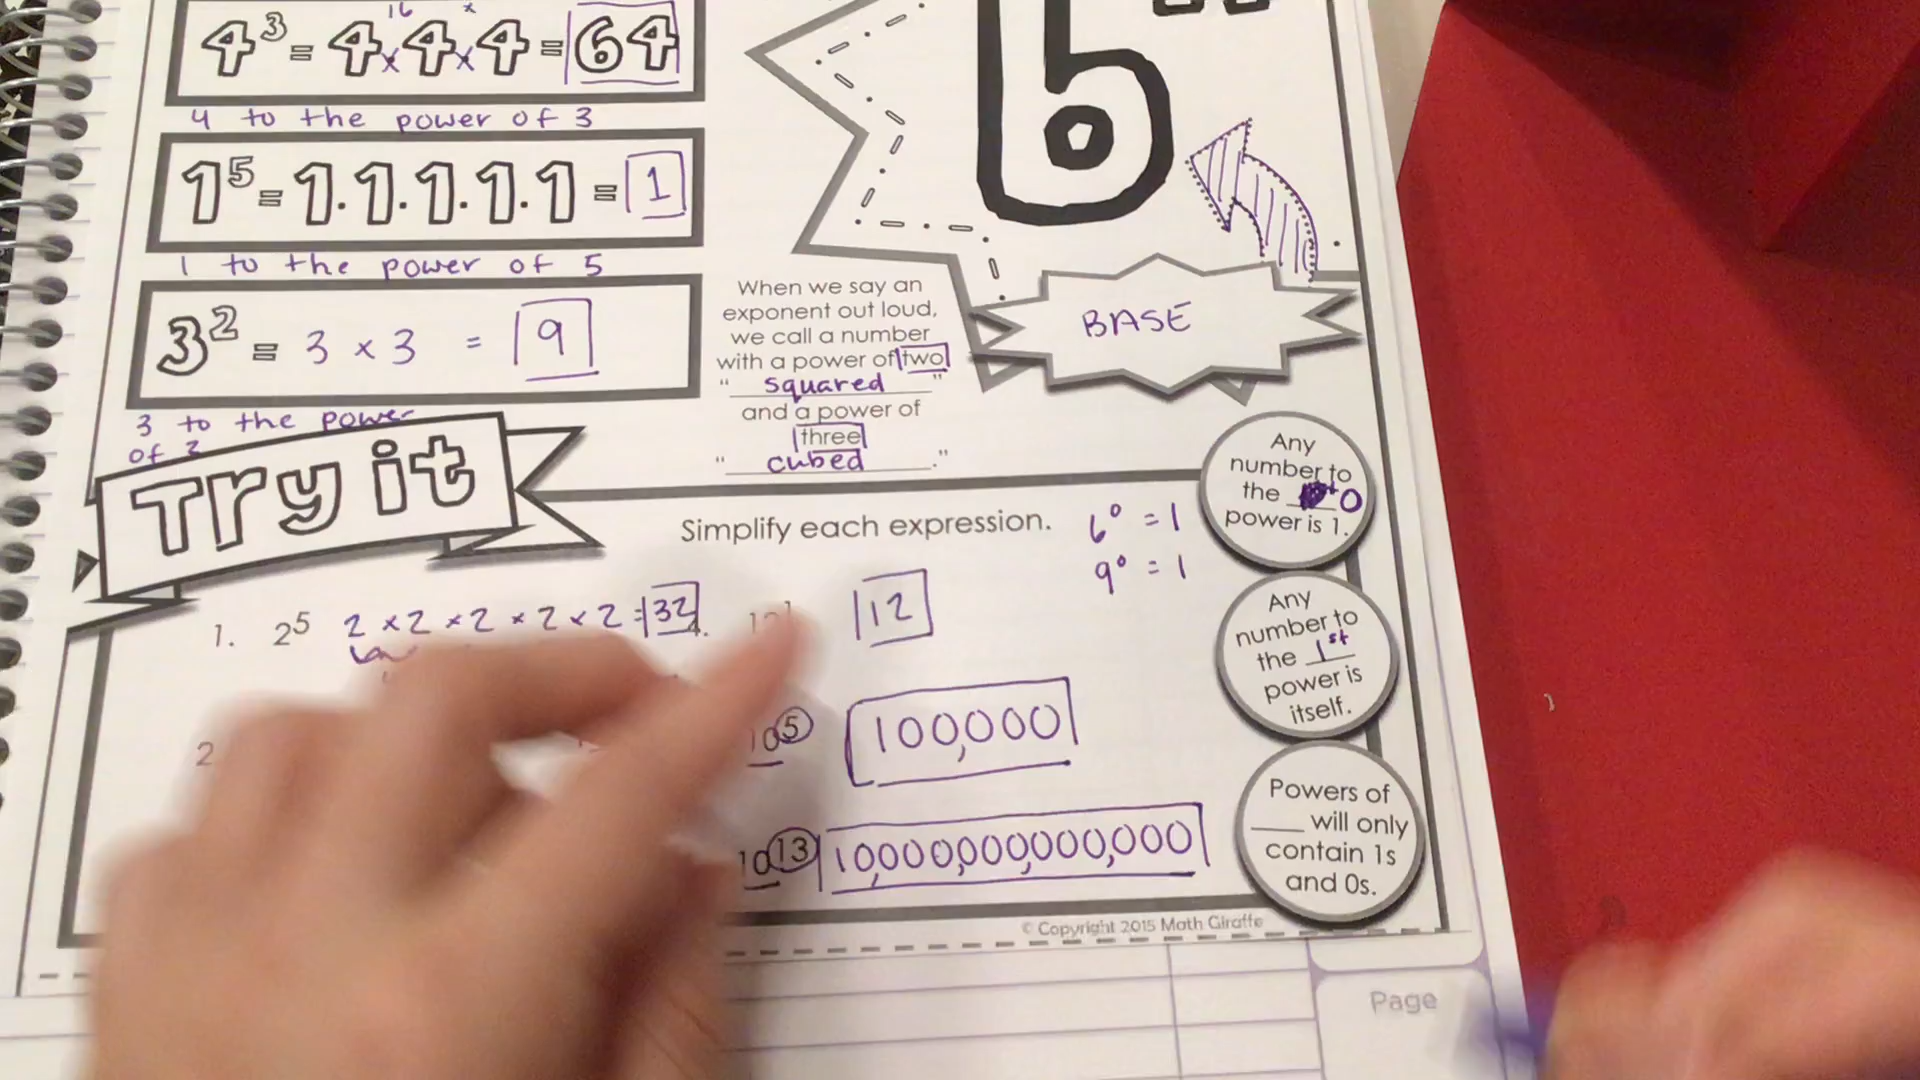 16 ×
4³ = 4×4×4 = 64
4 to the power of 3
1⁵ = 1·1·1·1·1 = 1
1 to the power of 5
3² = 3 × 3 = 9
3 to the power
of 2
b
BASE
When we say an
exponent out loud,
we call a number
with a power of two
" squared "
and a power of
three
" cubed ."
Try it
Simplify each expression.
6⁰ = 1
9⁰ = 1
1. 2⁵ 2 × 2 × 2 × 2 × 2 = 32
2
12
10⁵ 100,000
10¹³ 10,000,000,000,000
Any
number to
the 0
power is 1.
Any
number to
the 1st
power is
itself.
Powers of
____ will only
contain 1s
and 0s.
© Copyright 2015 Math Giraffe
Page